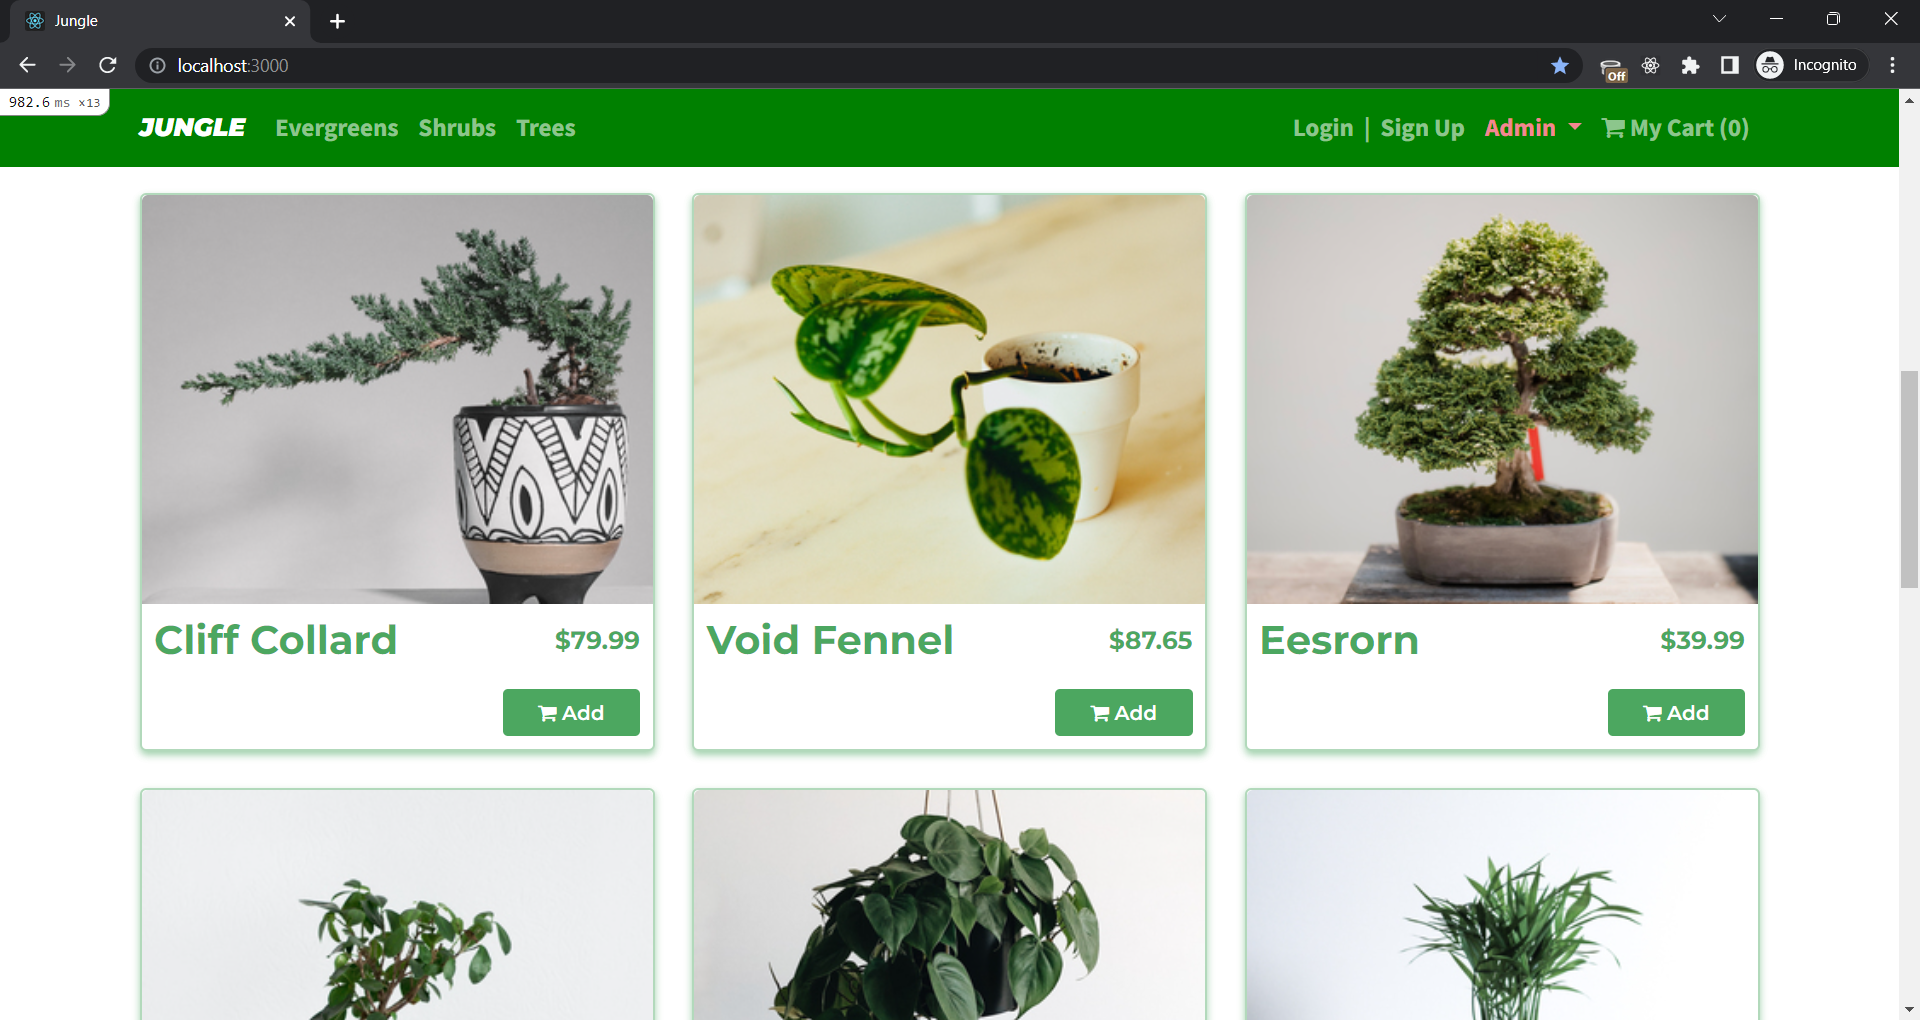 Jungle
localhost:3000
Off
Incognito
982.6 ms ×13
JUNGLE Evergreens Shrubs Trees Login | Sign Up Admin My Cart (0)
Cliff Collard $79.99
Add
Void Fennel $87.65
Add
Eesrorn $39.99
Add